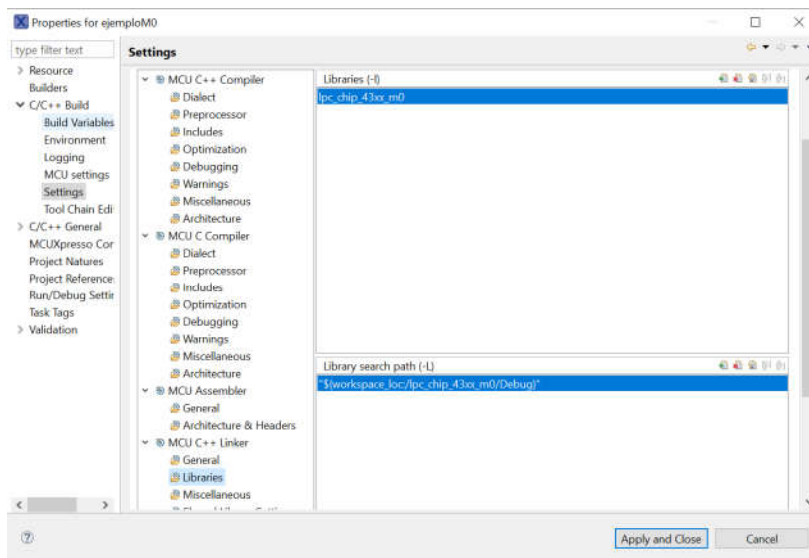 Properties for ejemploM0
type filter text
Resource
Builders
C/C++ Build
Build Variables
Environment
Logging
MCU settings
Settings
Tool Chain Edi
C/C++ General
MCUXpresso Cor
Project Natures
Project Reference
Run/Debug Settir
Task Tags
Validation
Settings
MCU C++ Compiler
Dialect
Preprocessor
Includes
Optimization
Debugging
Warnings
Miscellaneous
Architecture
MCU C Compiler
Dialect
Preprocessor
Includes
Optimization
Debugging
Warnings
Miscellaneous
Architecture
MCU Assembler
General
Architecture & Headers
MCU C++ Linker
General
Libraries
Miscellaneous
Libraries (-l)
lpc_chip_43xx_m0
Library search path (-L)
"${workspace_loc:/lpc_chip_43xx_m0/Debug}"
Apply and Close
Cancel